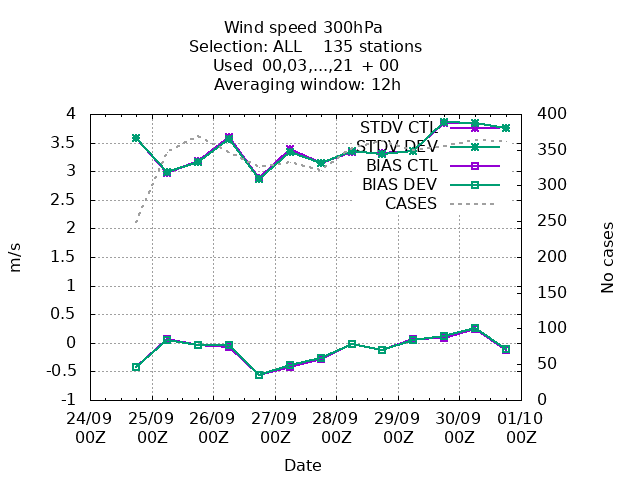 Wind speed 300hPa
Selection: ALL    135 stations
Used  00,03,...,21  + 00
Averaging window: 12h
4
3.5
3
2.5
2
1.5
1
0.5
0
-0.5
-1
m/s
400
350
300
250
200
150
100
50
0
No cases
STDV CTL
STDV DEV
BIAS CTL
BIAS DEV
CASES
24/09 25/09 26/09 27/09 28/09 29/09 30/09 01/10
00Z 00Z 00Z 00Z 00Z 00Z 00Z 00Z
Date